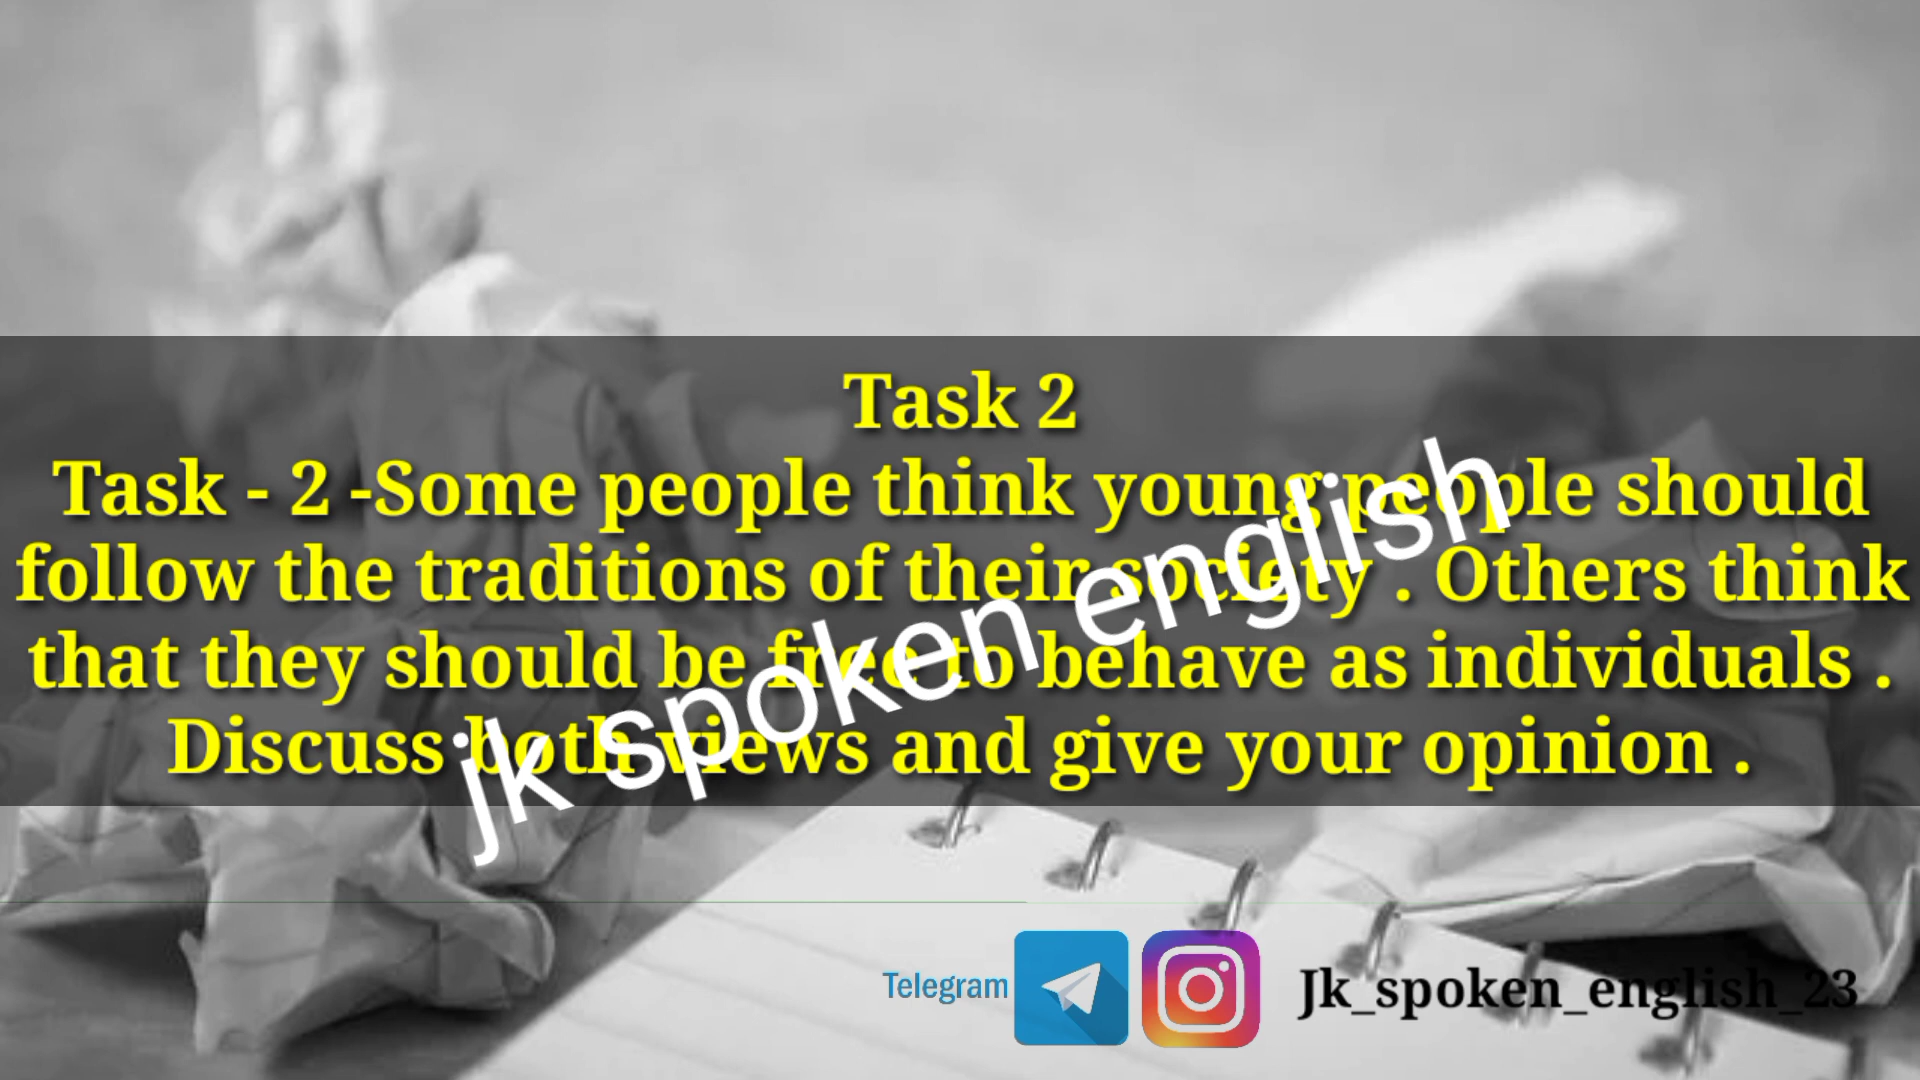 Task 2
Task - 2 -Some people think young people should
follow the traditions of their society . Others think
that they should be free to behave as individuals .
Discuss both views and give your opinion .
jk spoken english
Telegram
Jk_spoken_english_23